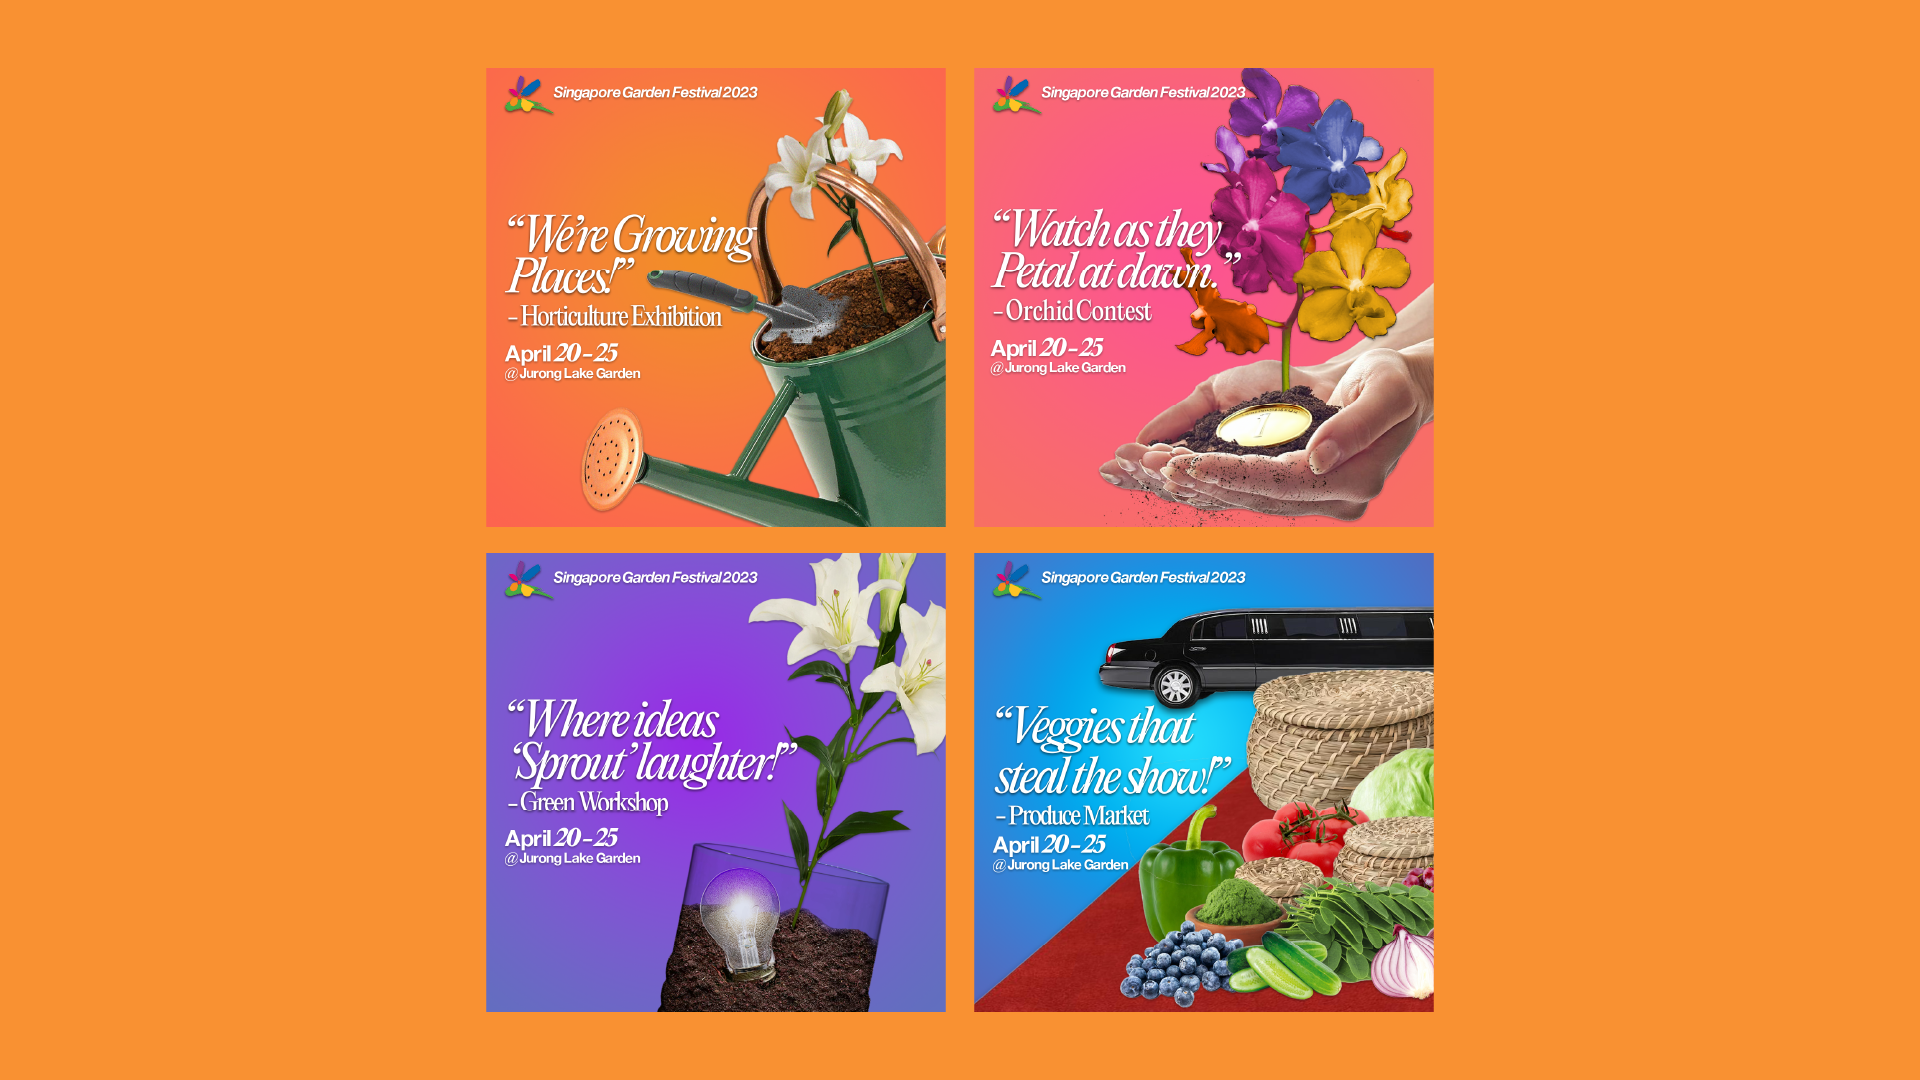 Singapore Garden Festival 2023
“We’re Growing
Places!”
– Horticulture Exhibition
April 20 – 25
@ Jurong Lake Garden
Singapore Garden Festival 2023
“Watch as they
Petal at dawn.”
– Orchid Contest
April 20 – 25
@ Jurong Lake Garden
Singapore Garden Festival 2023
“Where ideas
‘Sprout’ laughter!”
– Green Workshop
April 20 – 25
@ Jurong Lake Garden
Singapore Garden Festival 2023
“Veggies that
steal the show!”
– Produce Market
April 20 – 25
@ Jurong Lake Garden